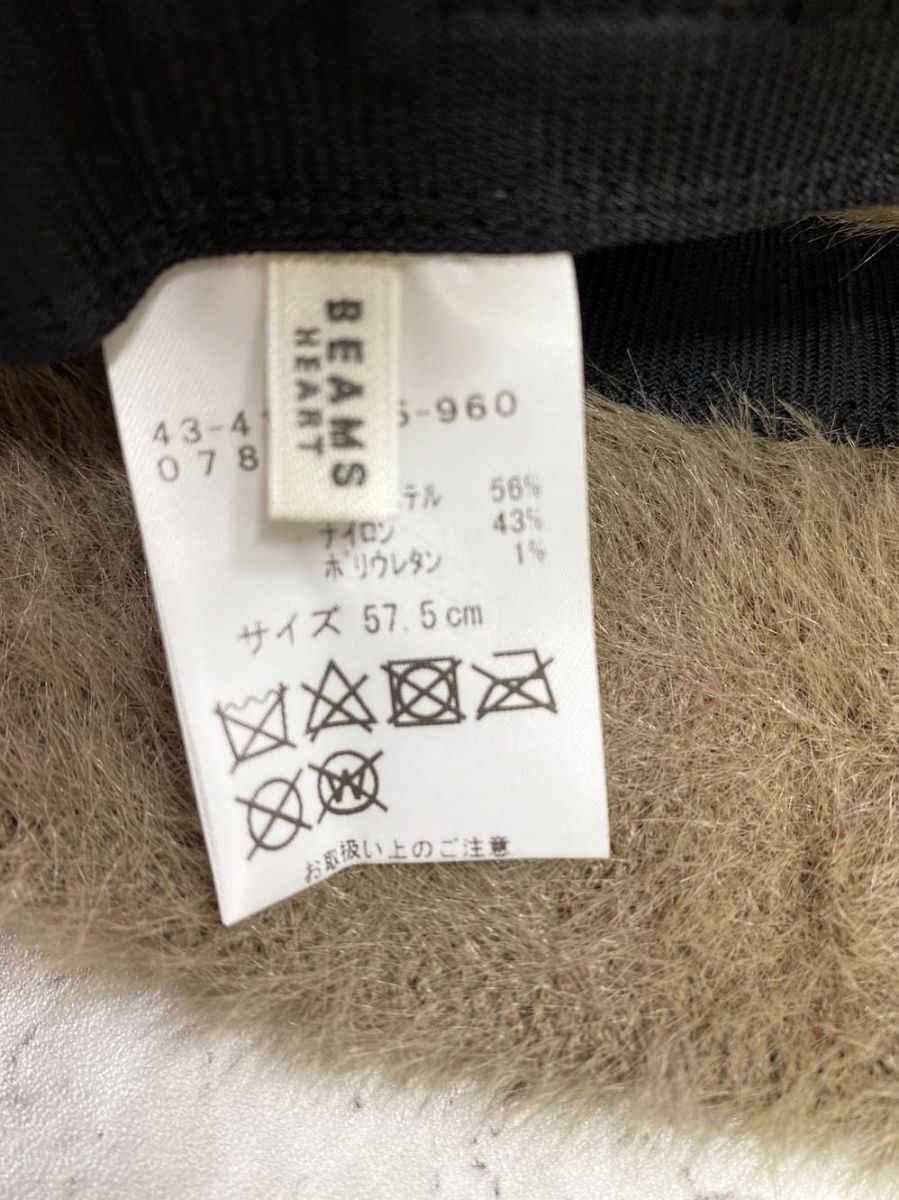 BEAMS
HEART
43-4 5-960
078
テル 56%
ナイロン 43%
ポリウレタン 1%
サイズ 57.5cm
W
お取扱い上のご注意